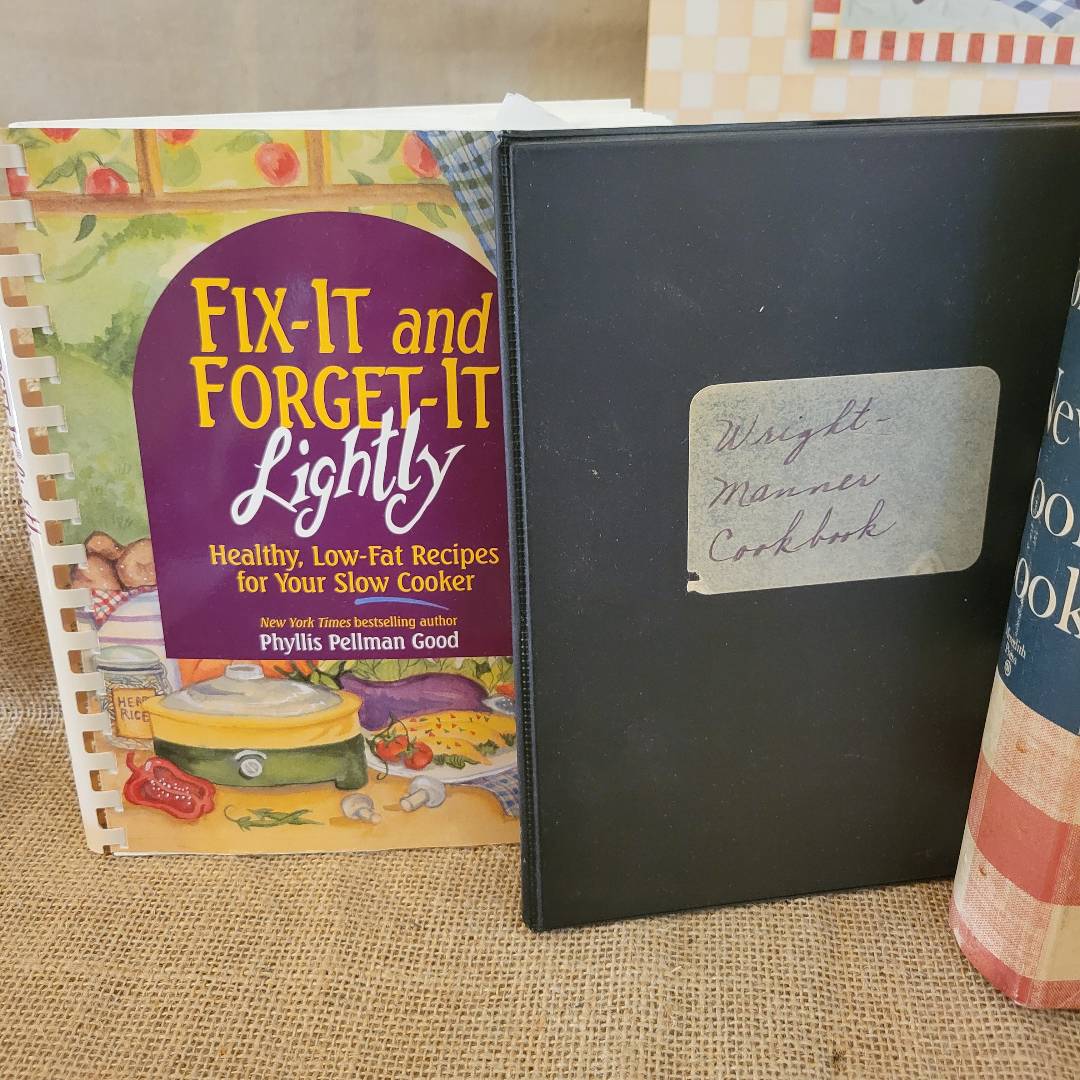 FIX-IT and
FORGET-IT
Lightly
Healthy, Low-Fat Recipes
for Your Slow Cooker
New York Times bestselling author
Phyllis Pellman Good
RICE
Wright-
Manner
Cookbook